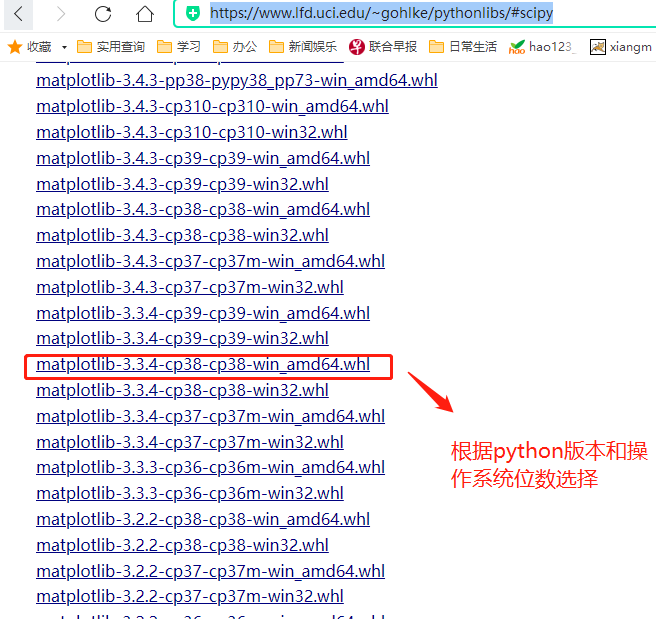 https://www.lfd.uci.edu/~gohlke/pythonlibs/#scipy
收藏 实用查询 学习 办公 新闻娱乐 联合早报 日常生活 hao123_ xiangm
matplotlib-3.4.3-pp38-pypy38_pp73-win_amd64.whl
matplotlib-3.4.3-cp310-cp310-win_amd64.whl
matplotlib-3.4.3-cp310-cp310-win32.whl
matplotlib-3.4.3-cp39-cp39-win_amd64.whl
matplotlib-3.4.3-cp39-cp39-win32.whl
matplotlib-3.4.3-cp38-cp38-win_amd64.whl
matplotlib-3.4.3-cp38-cp38-win32.whl
matplotlib-3.4.3-cp37-cp37m-win_amd64.whl
matplotlib-3.4.3-cp37-cp37m-win32.whl
matplotlib-3.3.4-cp39-cp39-win_amd64.whl
matplotlib-3.3.4-cp39-cp39-win32.whl
matplotlib-3.3.4-cp38-cp38-win_amd64.whl
matplotlib-3.3.4-cp38-cp38-win32.whl
matplotlib-3.3.4-cp37-cp37m-win_amd64.whl
matplotlib-3.3.4-cp37-cp37m-win32.whl
matplotlib-3.3.3-cp36-cp36m-win_amd64.whl
matplotlib-3.3.3-cp36-cp36m-win32.whl
matplotlib-3.2.2-cp38-cp38-win_amd64.whl
matplotlib-3.2.2-cp38-cp38-win32.whl
matplotlib-3.2.2-cp37-cp37m-win_amd64.whl
matplotlib-3.2.2-cp37-cp37m-win32.whl
根据python版本和操
作系统位数选择